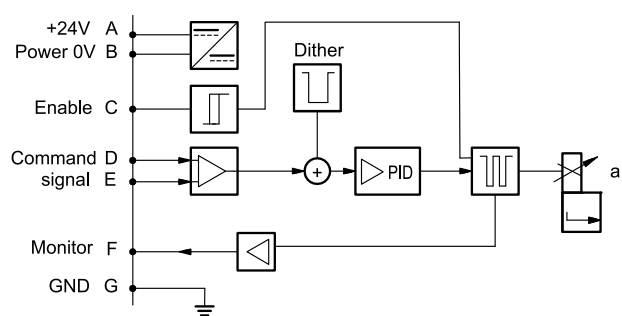 +24V A
Power 0V B
Dither
Enable C
Command D
signal E
+
PID
a
Monitor F
GND G